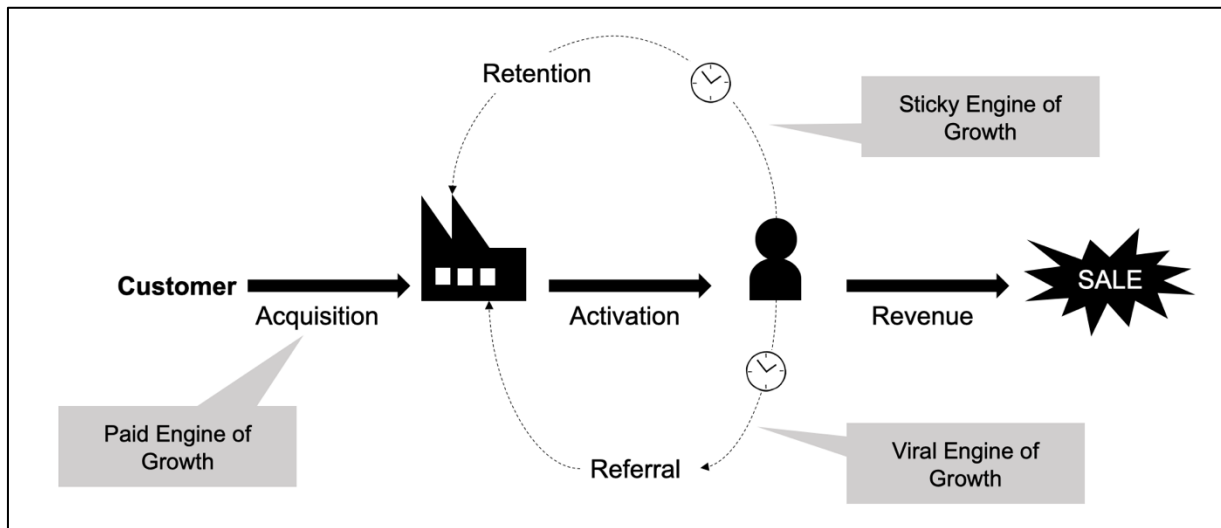 Retention
Sticky Engine of
Growth
Customer
Acquisition
Activation
Revenue
SALE
Paid Engine of
Growth
Referral
Viral Engine of
Growth